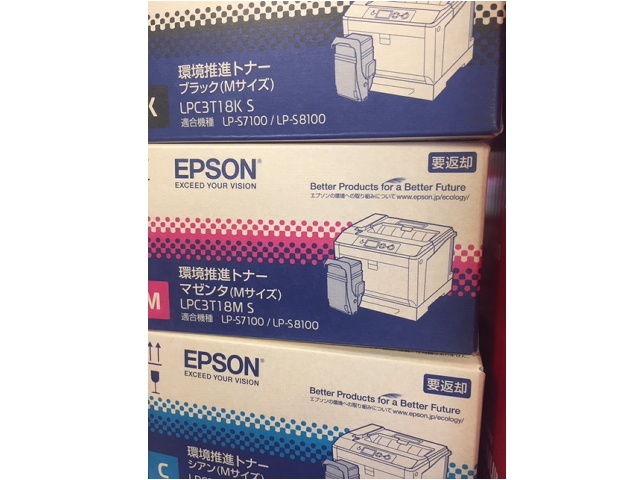 環境推進トナー
ブラック(Mサイズ)
K
LPC3T18K S
適合機種 LP-S7100 / LP-S8100
EPSON
EXCEED YOUR VISION
要返却
Better Products for a Better Future
エプソンの環境への取り組みについて www.epson.jp/ecology/
環境推進トナー
マゼンタ(Mサイズ)
M
LPC3T18M S
適合機種 LP-S7100 / LP-S8100
EPSON
EXCEED YOUR VISION
要返却
Better Products for a Better Future
エプソンの環境への取り組みについて www.epson.jp/ecology/
環境推進トナー
シアン(Mサイズ)
C